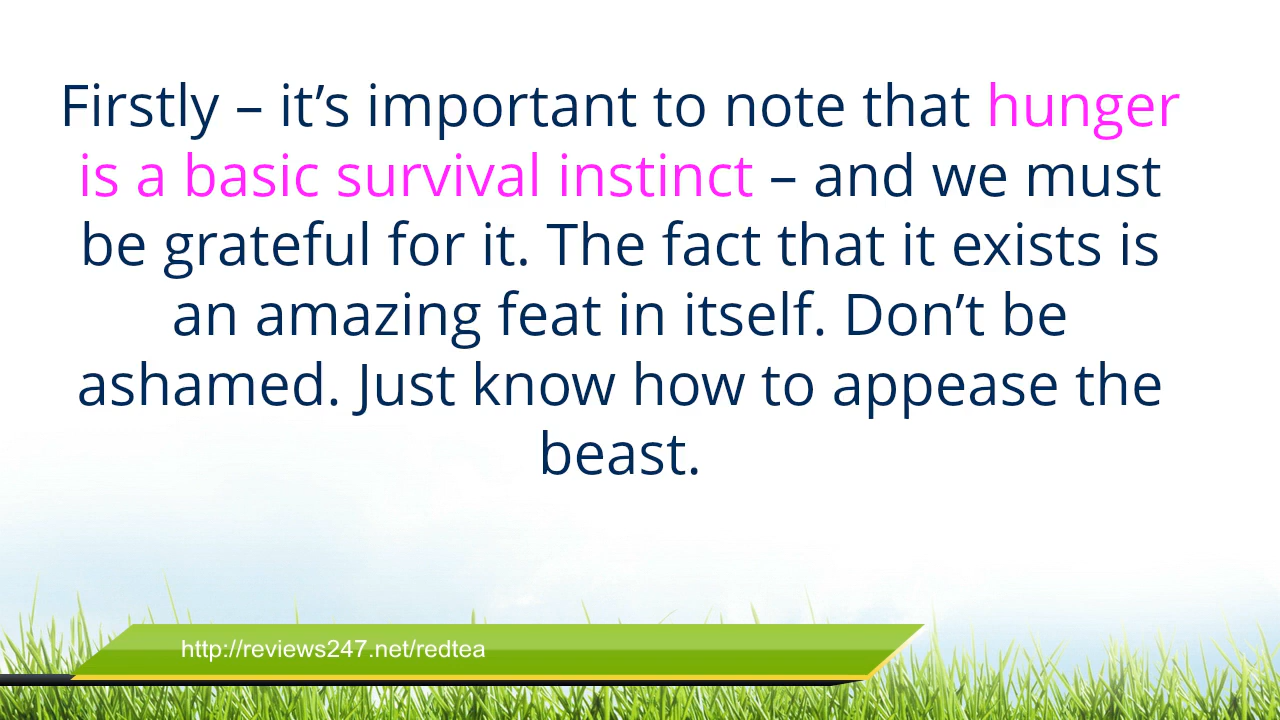 Firstly – it’s important to note that hunger
is a basic survival instinct – and we must
be grateful for it. The fact that it exists is
an amazing feat in itself. Don’t be
ashamed. Just know how to appease the
beast.
http://reviews247.net/redtea